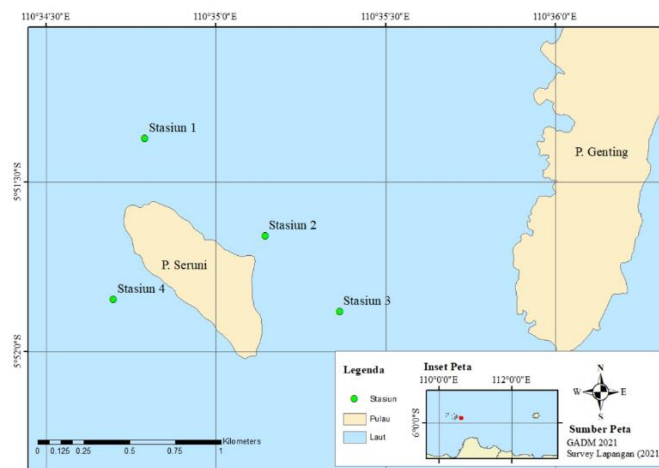 110°34'30"E 110°35'0"E 110°35'30"E 110°36'0"E
Stasiun 1
P. Genting
5°51'30"S
Stasiun 2
P. Seruni
Stasiun 4
Stasiun 3
5°52'0"S
Legenda
Stasiun
Pulau
Laut
Inset Peta
110°0'0"E 112°0'0"E
6°0'0"S
N
W E
S
Sumber Peta
GADM 2021
Survey Lapangan (2021
Kilometers
0 0.125 0.25 0.5 0.75 1